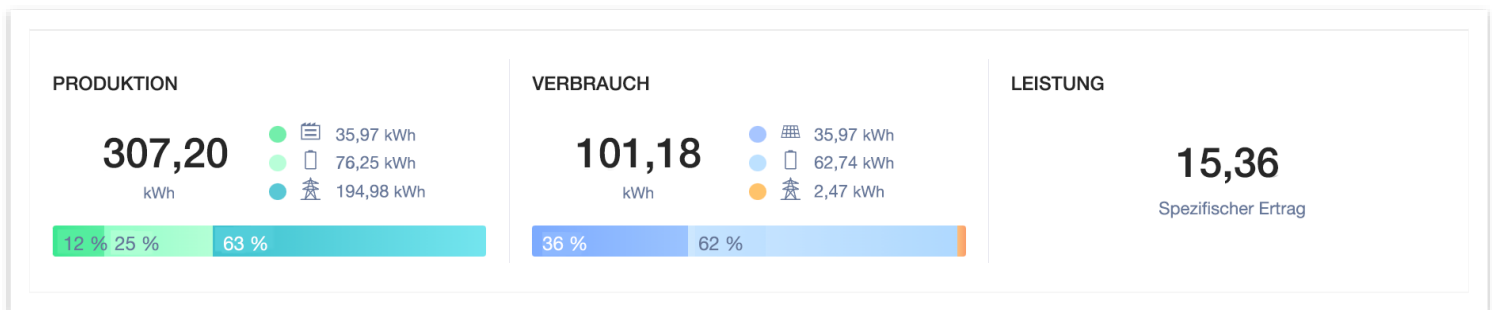 PRODUKTION
307,20
kWh
35,97 kWh
76,25 kWh
194,98 kWh
12 % 25 % 63 %
VERBRAUCH
101,18
kWh
35,97 kWh
62,74 kWh
2,47 kWh
36 % 62 %
LEISTUNG
15,36
Spezifischer Ertrag